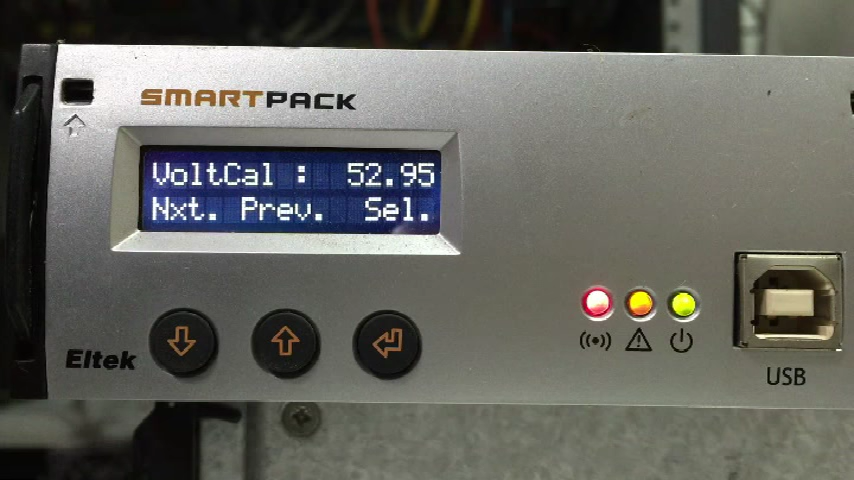 SMARTPACK
VoltCal : 52.95
Nxt. Prev. Sel.
Eltek
USB